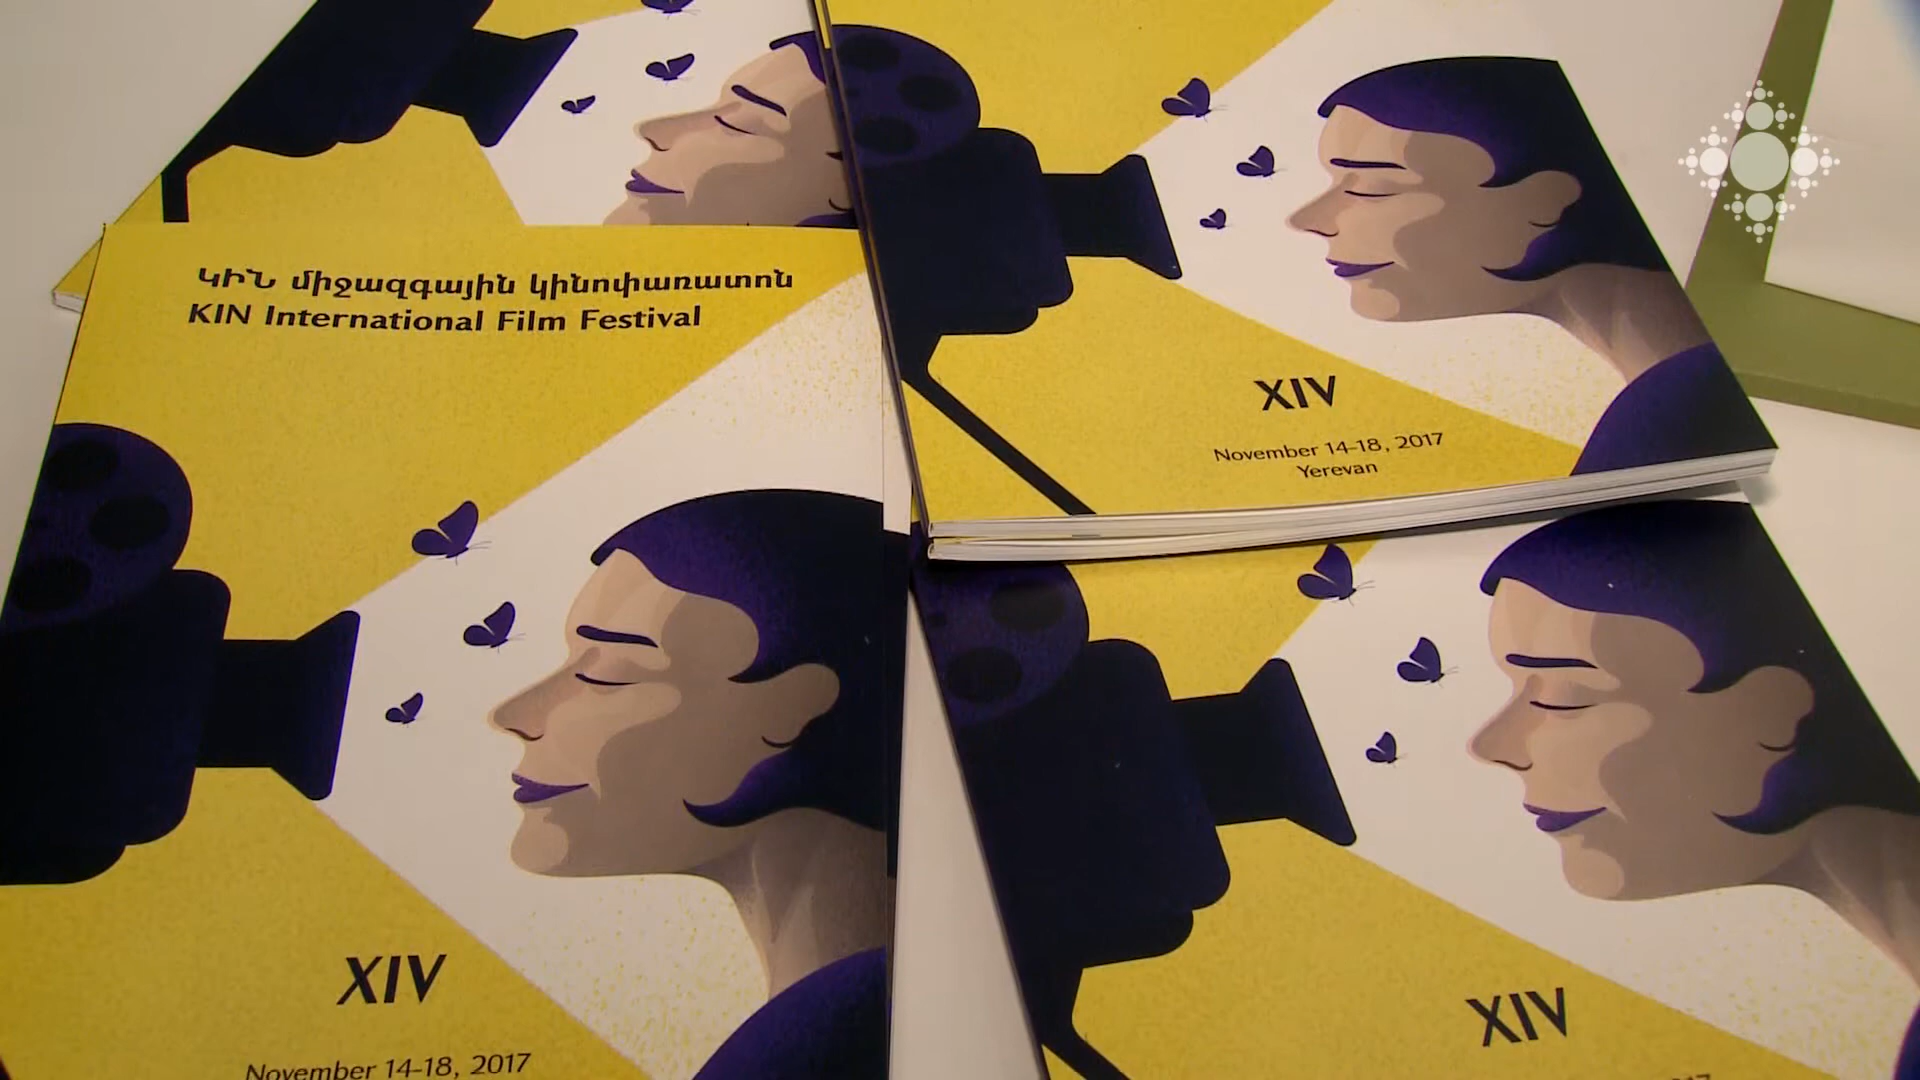 ԿԻՆ միջազգային կինոփառատոն
KIN International Film Festival
XIV
November 14-18, 2017
XIV
November 14-18, 2017
Yerevan
XIV